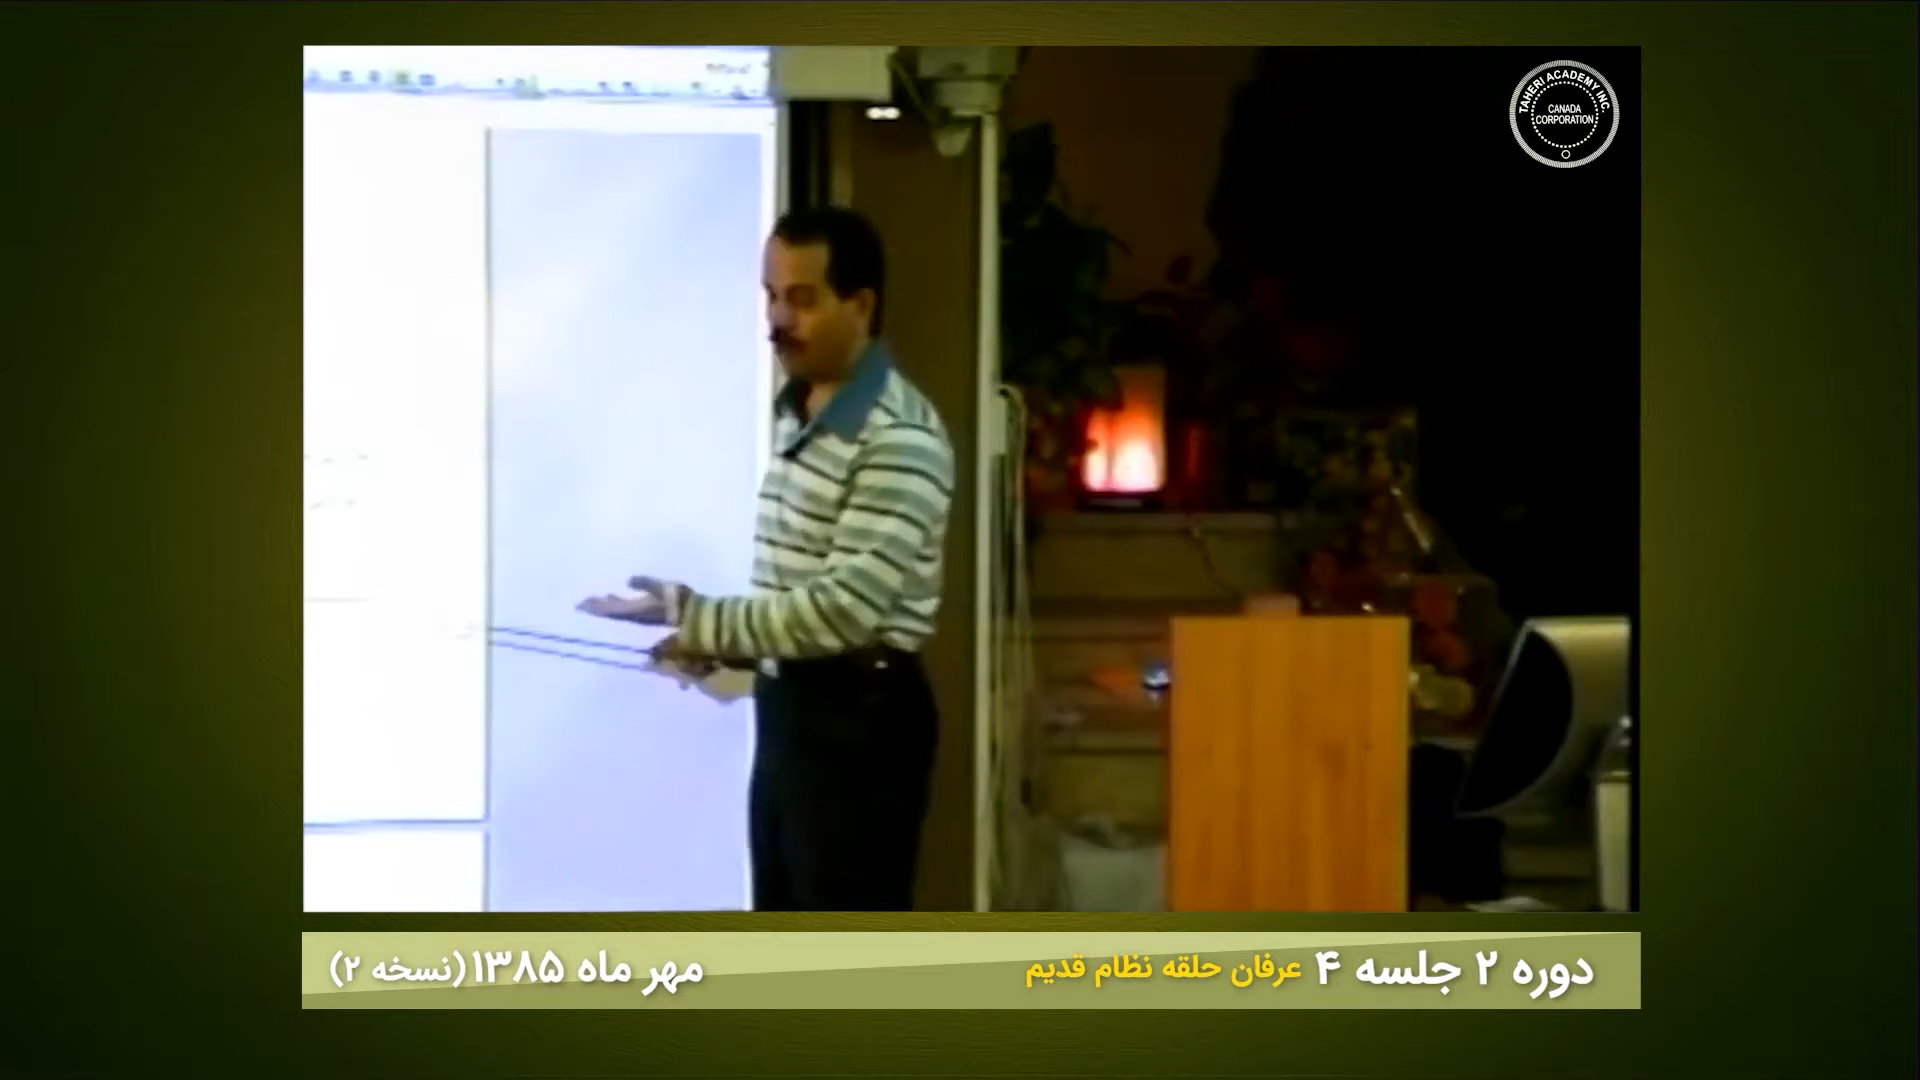 TAHERI ACADEMY INC.
CANADA
CORPORATION
دوره ۲ جلسه ۴ عرفان حلقه نظام قدیم
مهر ماه ۱۳۸۵ (نسخه ۲)